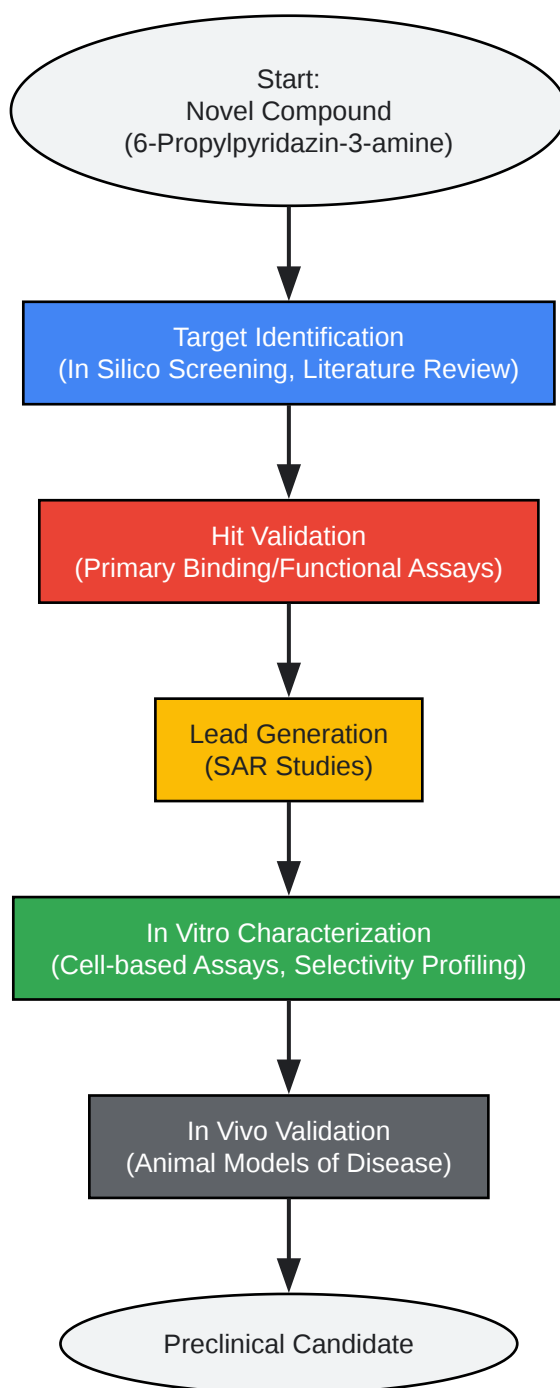 Start:
Novel Compound
(6-Propylpyridazin-3-amine)
Target Identification
(In Silico Screening, Literature Review)
Hit Validation
(Primary Binding/Functional Assays)
Lead Generation
(SAR Studies)
In Vitro Characterization
(Cell-based Assays, Selectivity Profiling)
In Vivo Validation
(Animal Models of Disease)
Preclinical Candidate